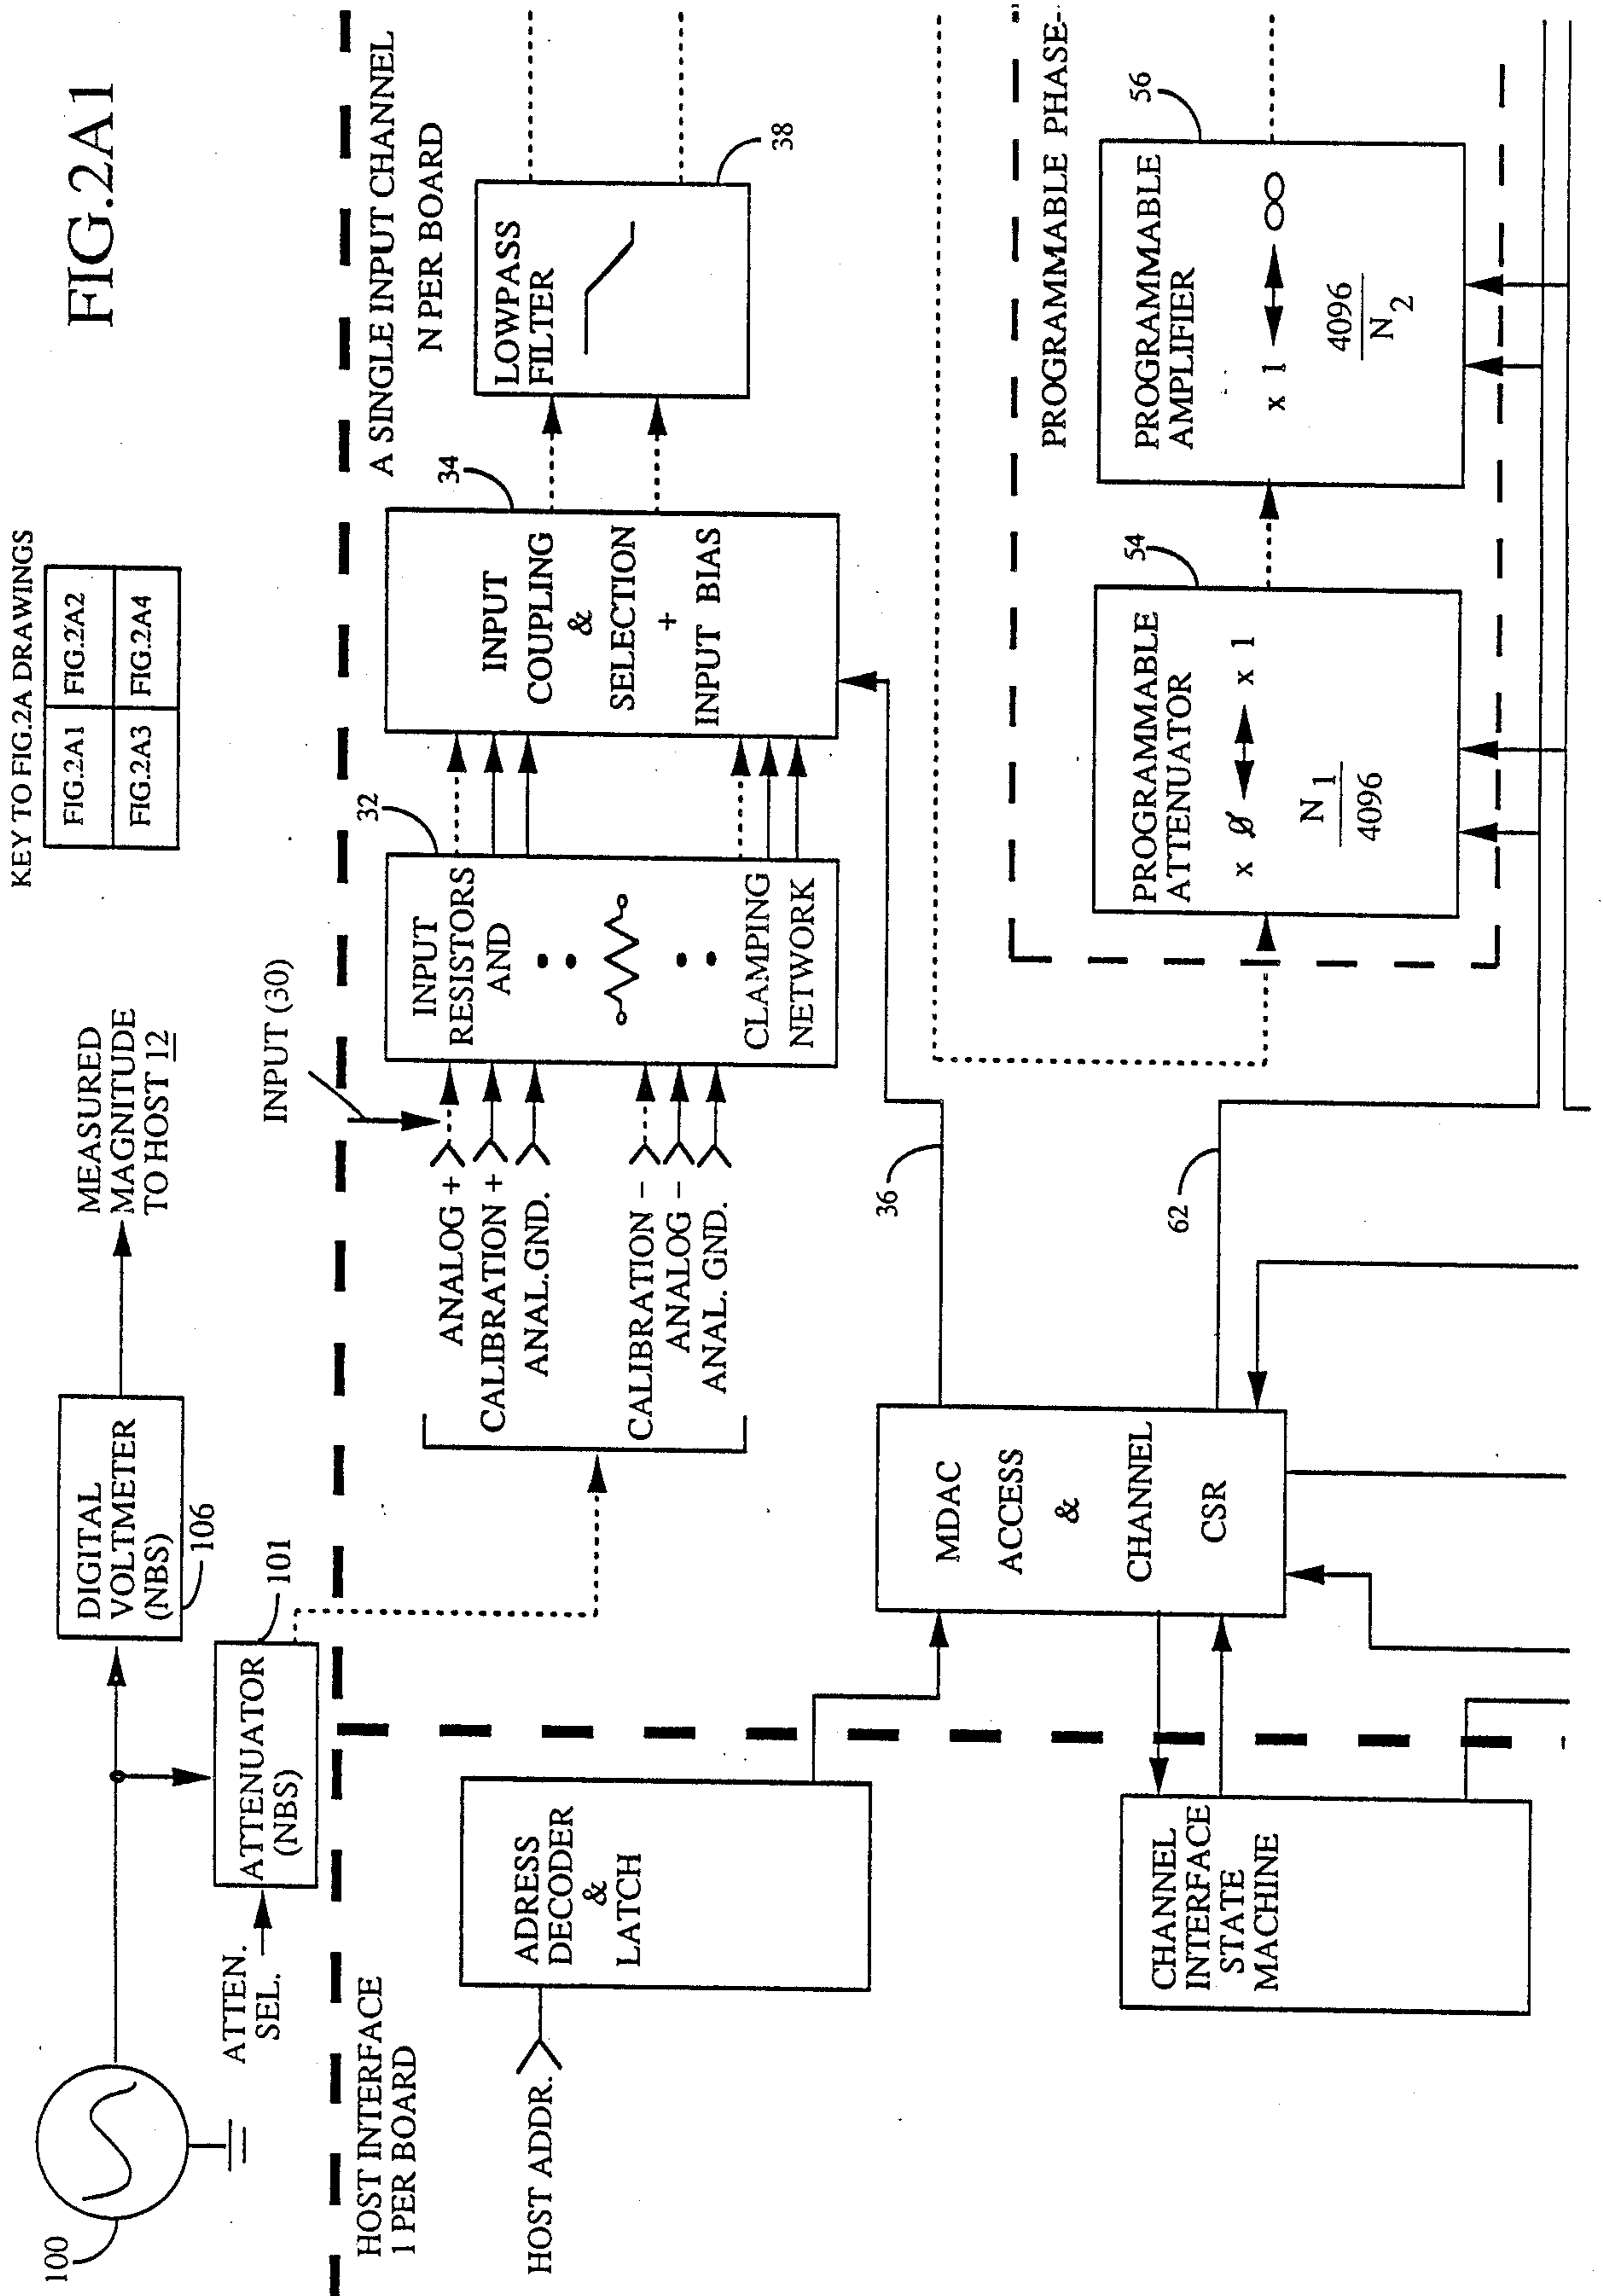 FIG.2A1
KEY TO FIG.2A DRAWINGS
FIG.2A1 FIG.2A2
FIG.2A3 FIG.2A4
100
DIGITAL
VOLTMETER
(NBS)
106
MEASURED
MAGNITUDE
TO HOST 12
ATTEN.
SEL.
ATTENUATOR
(NBS)
101
HOST INTERFACE
1 PER BOARD
A SINGLE INPUT CHANNEL
N PER BOARD
INPUT (30)
ANALOG +
CALIBRATION +
ANAL.GND.
CALIBRATION −
ANALOG −
ANAL. GND.
32
INPUT
RESISTORS
AND
CLAMPING
NETWORK
34
INPUT
COUPLING
&
SELECTION
+
INPUT BIAS
LOWPASS
FILTER
38
HOST ADDR.
ADRESS
DECODER
&
LATCH
MDAC
ACCESS
&
CHANNEL
CSR
36
62
CHANNEL
INTERFACE
STATE
MACHINE
PROGRAMMABLE PHASE-
54
PROGRAMMABLE
ATTENUATOR
x Ø x 1
N1
4096
56
PROGRAMMABLE
AMPLIFIER
x 1 ∞
4096
N2